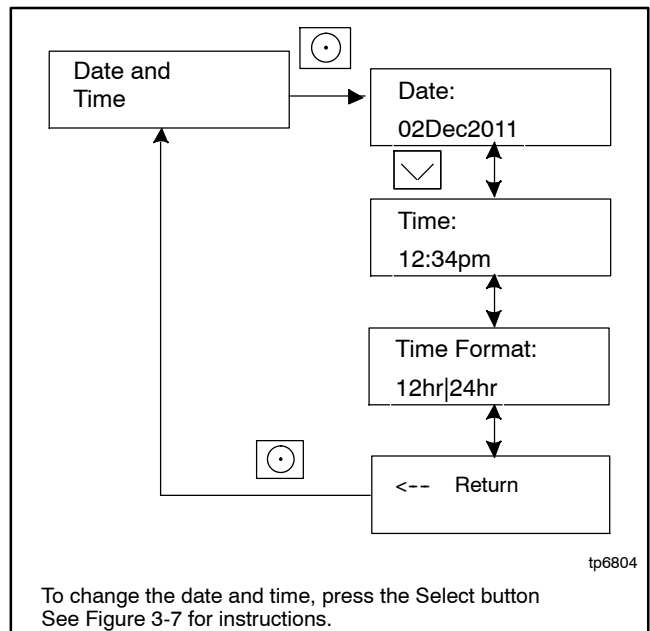 Date and
Time
Date:
02Dec2011
Time:
12:34pm
Time Format:
12hr|24hr
<-- Return
tp6804
To change the date and time, press the Select button
See Figure 3-7 for instructions.